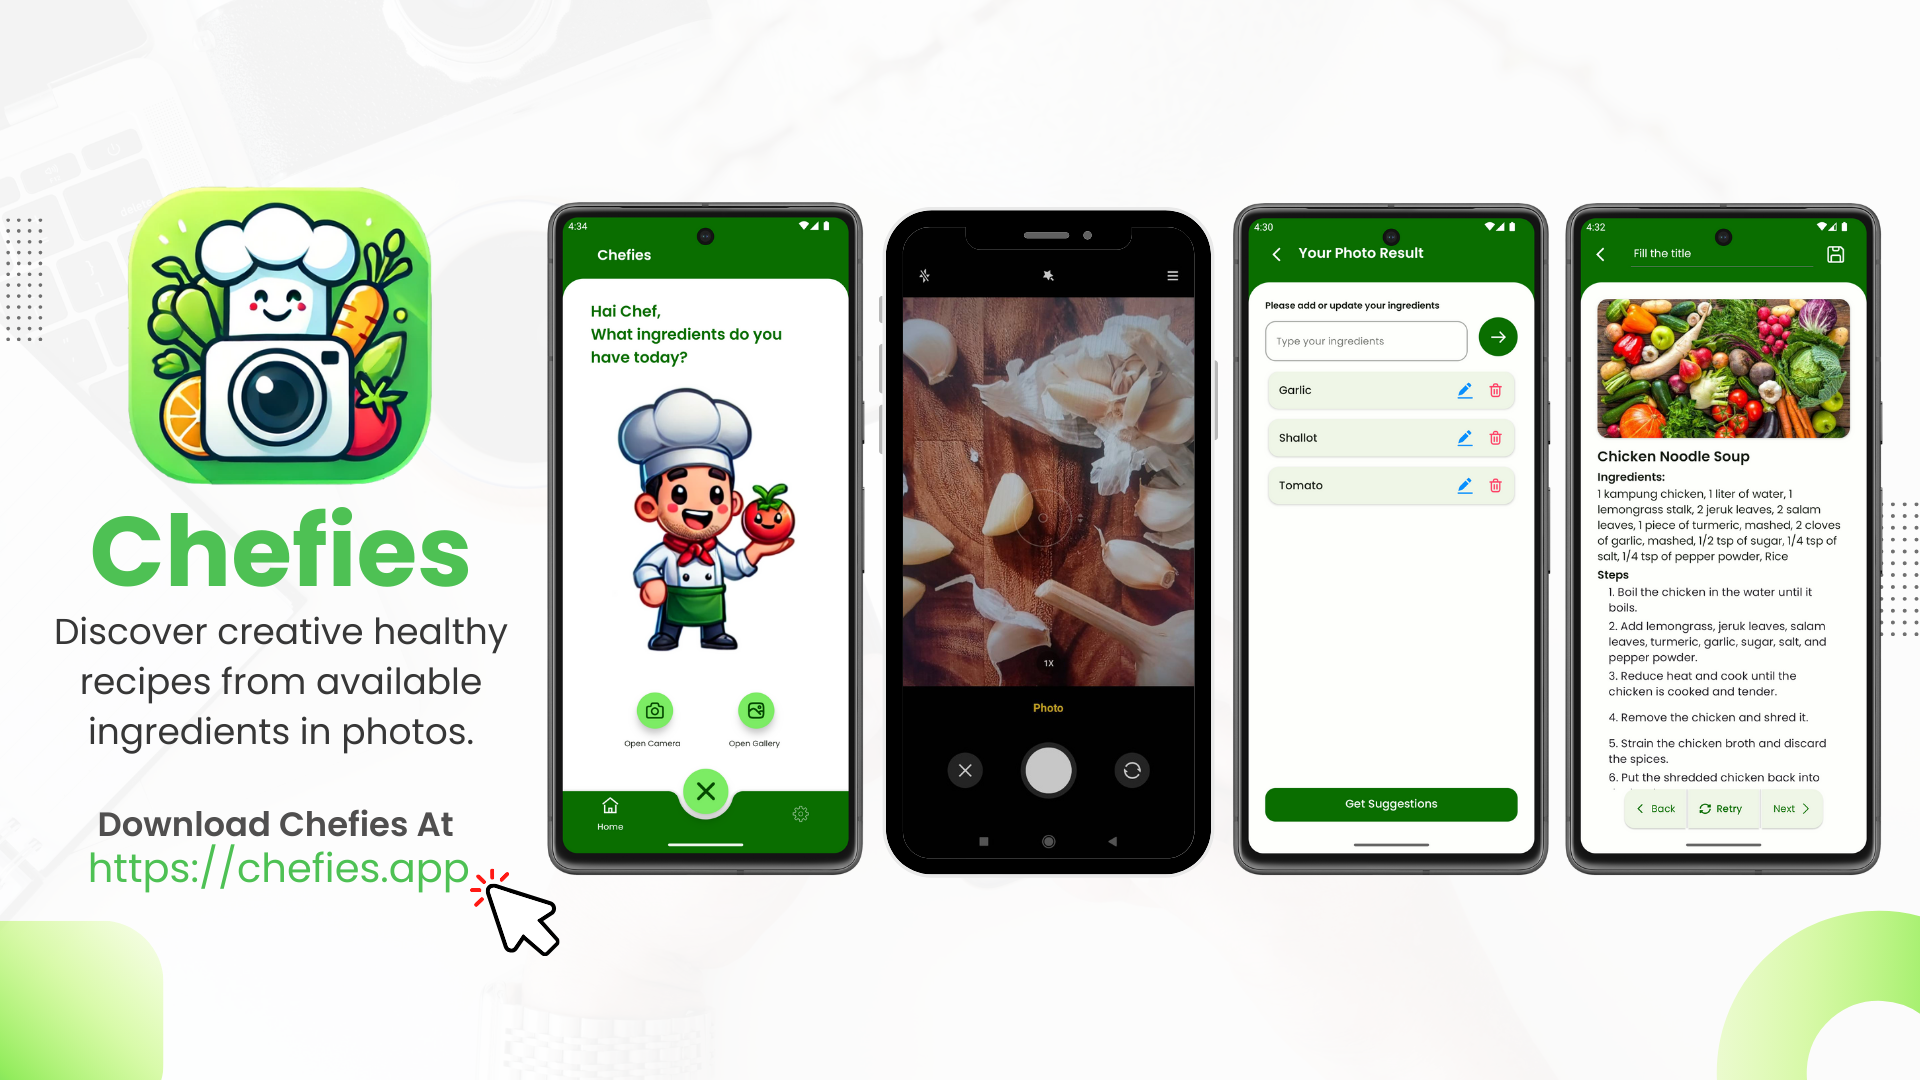 Chefies
Discover creative healthy
recipes from available
ingredients in photos.
Download Chefies At
https://chefies.app
4:34
Chefies
Hai Chef,
What ingredients do you
have today?
Open Camera
Open Gallery
Home
1X
Photo
4:30
Your Photo Result
Please add or update your ingredients
Type your ingredients
Garlic
Shallot
Tomato
Get Suggestions
4:32
Fill the title
Chicken Noodle Soup
Ingredients:
1 kampung chicken, 1 liter of water, 1
lemongrass stalk, 2 jeruk leaves, 2 salam
leaves, 1 piece of turmeric, mashed, 2 cloves
of garlic, mashed, 1/2 tsp of sugar, 1/4 tsp of
salt, 1/4 tsp of pepper powder, Rice
Steps
1. Boil the chicken in the water until it
boils.
2. Add lemongrass, jeruk leaves, salam
leaves, turmeric, garlic, sugar, salt, and
pepper powder.
3. Reduce heat and cook until the
chicken is cooked and tender.
4. Remove the chicken and shred it.
5. Strain the chicken broth and discard
the spices.
6. Put the shredded chicken back into
Back
Retry
Next